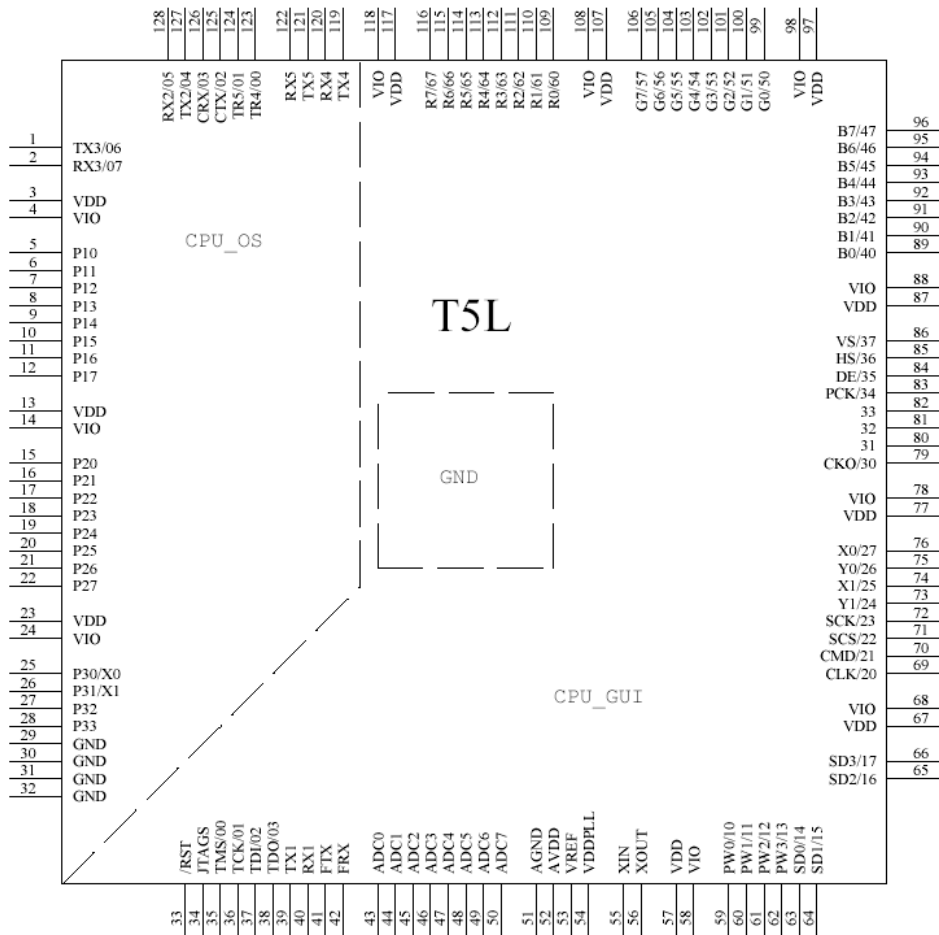 128 127 126 125 124 123 122 121 120 119 118 117 116 115 114 113 112 111 110 109 108 107 106 105 104 103 102 101 100 99 98 97
RX2/05 TX2/04 CRX/03 CTX/02 TR5/01 TR4/00 RX5 TX5 RX4 TX4 VIO VDD R7/67 R6/66 R5/65 R4/64 R3/63 R2/62 R1/61 R0/60 VIO VDD G7/57 G6/56 G5/55 G4/54 G3/53 G2/52 G1/51 G0/50 VIO VDD
1 TX3/06
2 RX3/07
3 VDD
4 VIO
5 P10
6 P11
7 P12
8 P13
9 P14
10 P15
11 P16
12 P17
13 VDD
14 VIO
15 P20
16 P21
17 P22
18 P23
19 P24
20 P25
21 P26
22 P27
23 VDD
24 VIO
25 P30/X0
26 P31/X1
27 P32
28 P33
29 GND
30 GND
31 GND
32 GND
CPU_OS
T5L
GND
CPU_GUI
B7/47 96
B6/46 95
B5/45 94
B4/44 93
B3/43 92
B2/42 91
B1/41 90
B0/40 89
VIO 88
VDD 87
VS/37 86
HS/36 85
DE/35 84
PCK/34 83
33 82
32 81
31 80
CKO/30 79
VIO 78
VDD 77
X0/27 76
Y0/26 75
X1/25 74
Y1/24 73
SCK/23 72
SCS/22 71
CMD/21 70
CLK/20 69
VIO 68
VDD 67
SD3/17 66
SD2/16 65
/RST JTAGS TMS/00 TCK/01 TDI/02 TDO/03 TX1 RX1 FTX FRX ADC0 ADC1 ADC2 ADC3 ADC4 ADC5 ADC6 ADC7 AGND AVDD VREF VDDPLL XIN XOUT VDD VIO PW0/10 PW1/11 PW2/12 PW3/13 SD0/14 SD1/15
33 34 35 36 37 38 39 40 41 42 43 44 45 46 47 48 49 50 51 52 53 54 55 56 57 58 59 60 61 62 63 64